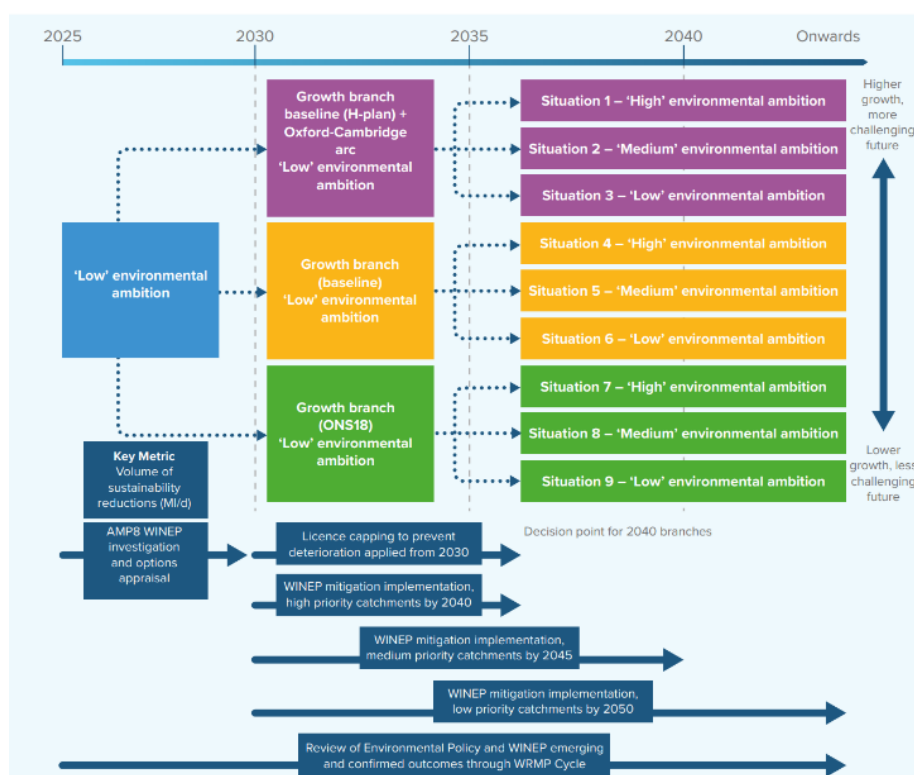 2025 2030 2035 2040 Onwards
Growth branch
baseline (H-plan) +
Oxford-Cambridge
arc
'Low' environmental
ambition
Situation 1 – 'High' environmental ambition
Situation 2 – 'Medium' environmental ambition
Situation 3 – 'Low' environmental ambition
Higher
growth,
more
challenging
future
'Low' environmental
ambition
Growth branch
(baseline)
'Low' environmental
ambition
Situation 4 – 'High' environmental ambition
Situation 5 – 'Medium' environmental ambition
Situation 6 – 'Low' environmental ambition
Growth branch
(ONS18)
'Low' environmental
ambition
Situation 7 – 'High' environmental ambition
Situation 8 – 'Medium' environmental ambition
Situation 9 – 'Low' environmental ambition
Lower
growth, less
challenging
future
Key Metric
Volume of
sustainability
reductions (Ml/d)
AMP8 WINEP
investigation
and options
appraisal
Licence capping to prevent
deterioration applied from 2030
Decision point for 2040 branches
WINEP mitigation implementation,
high priority catchments by 2040
WINEP mitigation implementation,
medium priority catchments by 2045
WINEP mitigation implementation,
low priority catchments by 2050
Review of Environmental Policy and WINEP emerging
and confirmed outcomes through WRMP Cycle